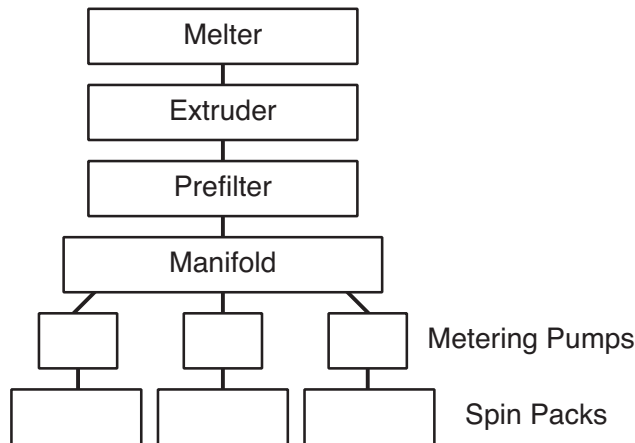 Melter
Extruder
Prefilter
Manifold
Metering Pumps
Spin Packs